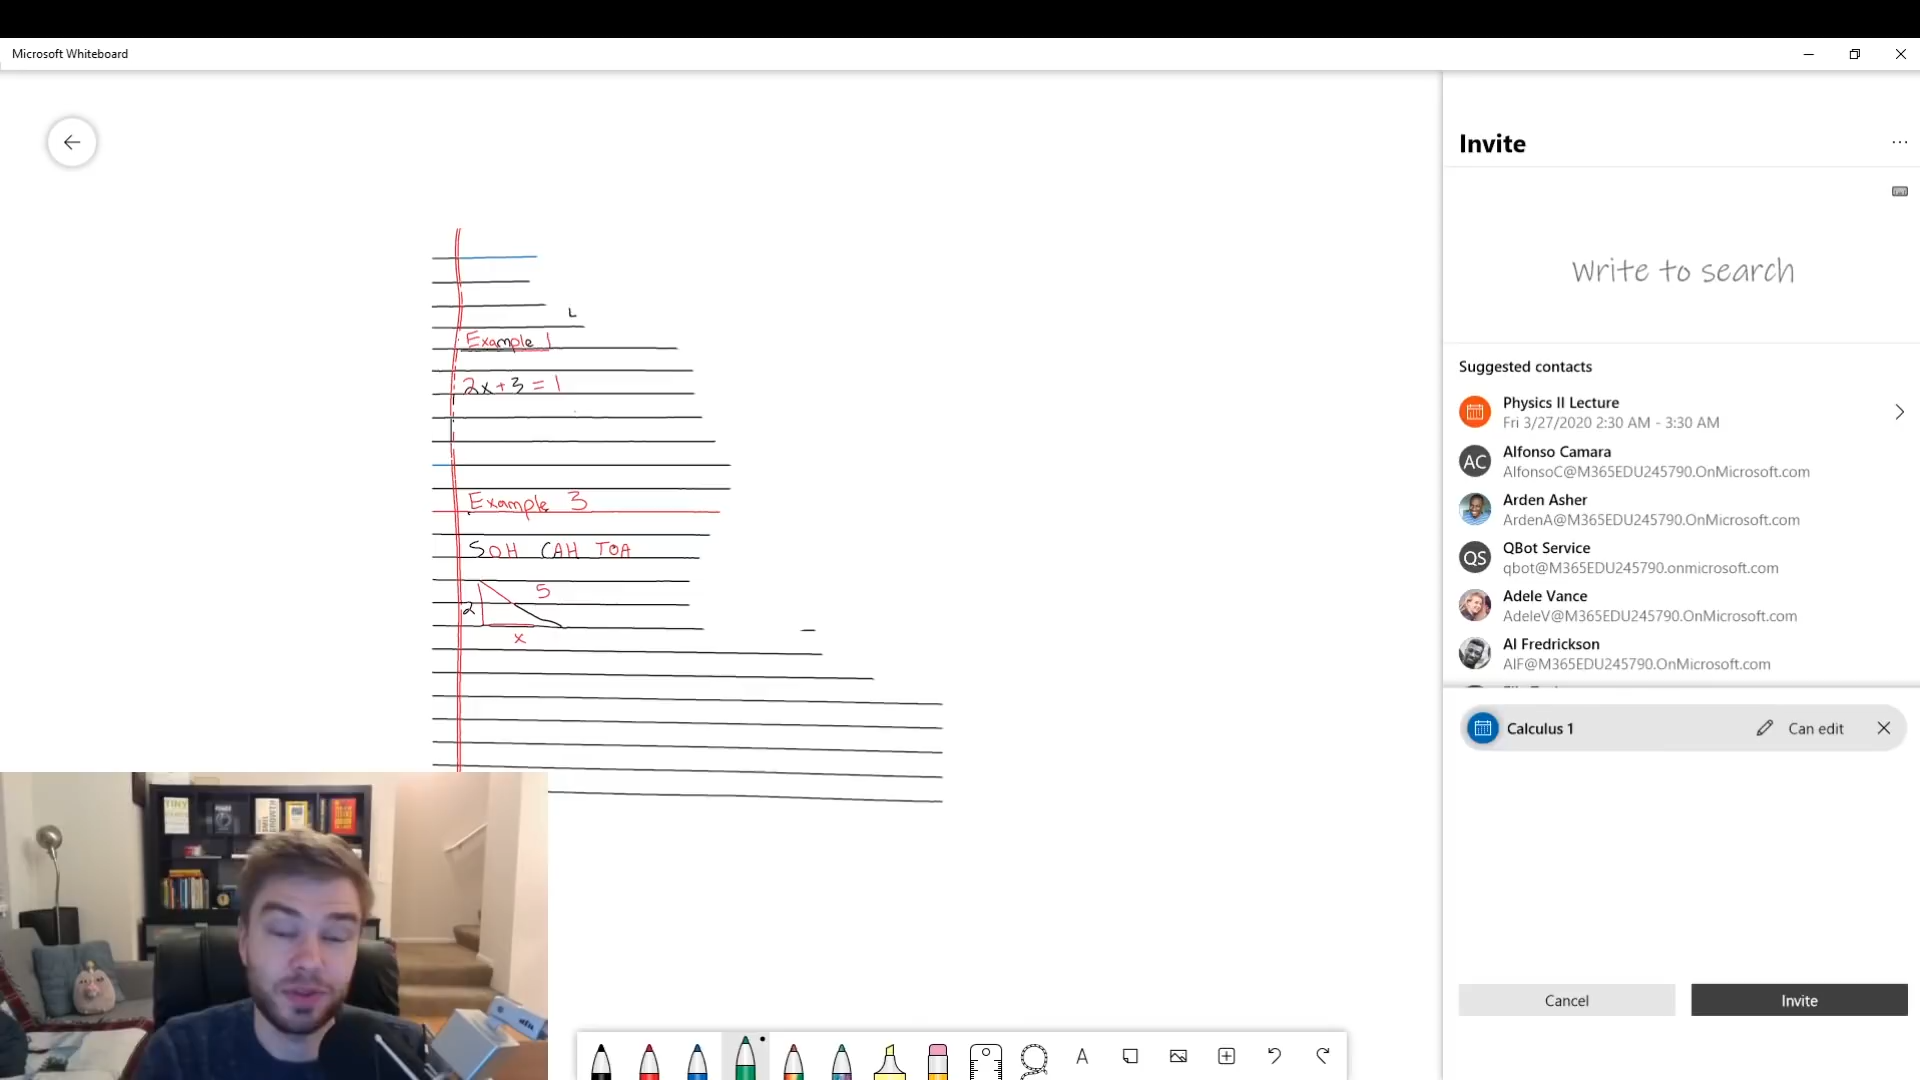 Microsoft Whiteboard
Invite
Write to search
Suggested contacts
Physics II Lecture
Fri 3/27/2020 2:30 AM - 3:30 AM
AC
Alfonso Camara
AlfonsoC@M365EDU245790.OnMicrosoft.com
Arden Asher
ArdenA@M365EDU245790.OnMicrosoft.com
QS
QBot Service
qbot@M365EDU245790.onmicrosoft.com
Adele Vance
AdeleV@M365EDU245790.OnMicrosoft.com
Al Fredrickson
AlF@M365EDU245790.OnMicrosoft.com
Calculus 1
Can edit
Cancel
Invite
Example 1
2x+3=1
Example 3
SOH CAH TOA
5
2
x
TINY
A